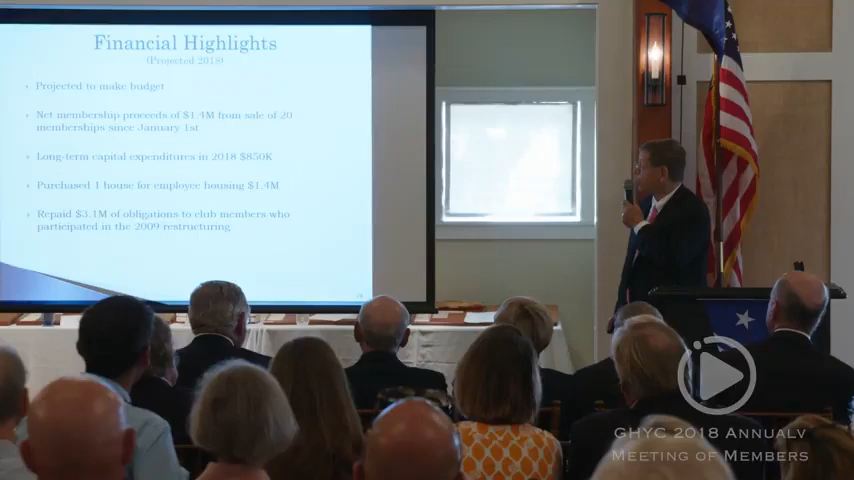 Financial Highlights
(Projected 2018)
Projected to make budget
Net membership proceeds of $1.4M from sale of 20
memberships since January 1st
Long-term capital expenditures in 2018 $850K
Purchased 1 house for employee housing $1.4M
Repaid $3.1M of obligations to club members who
participated in the 2009 restructuring
GHYC 2018 Annualv
Meeting of Members